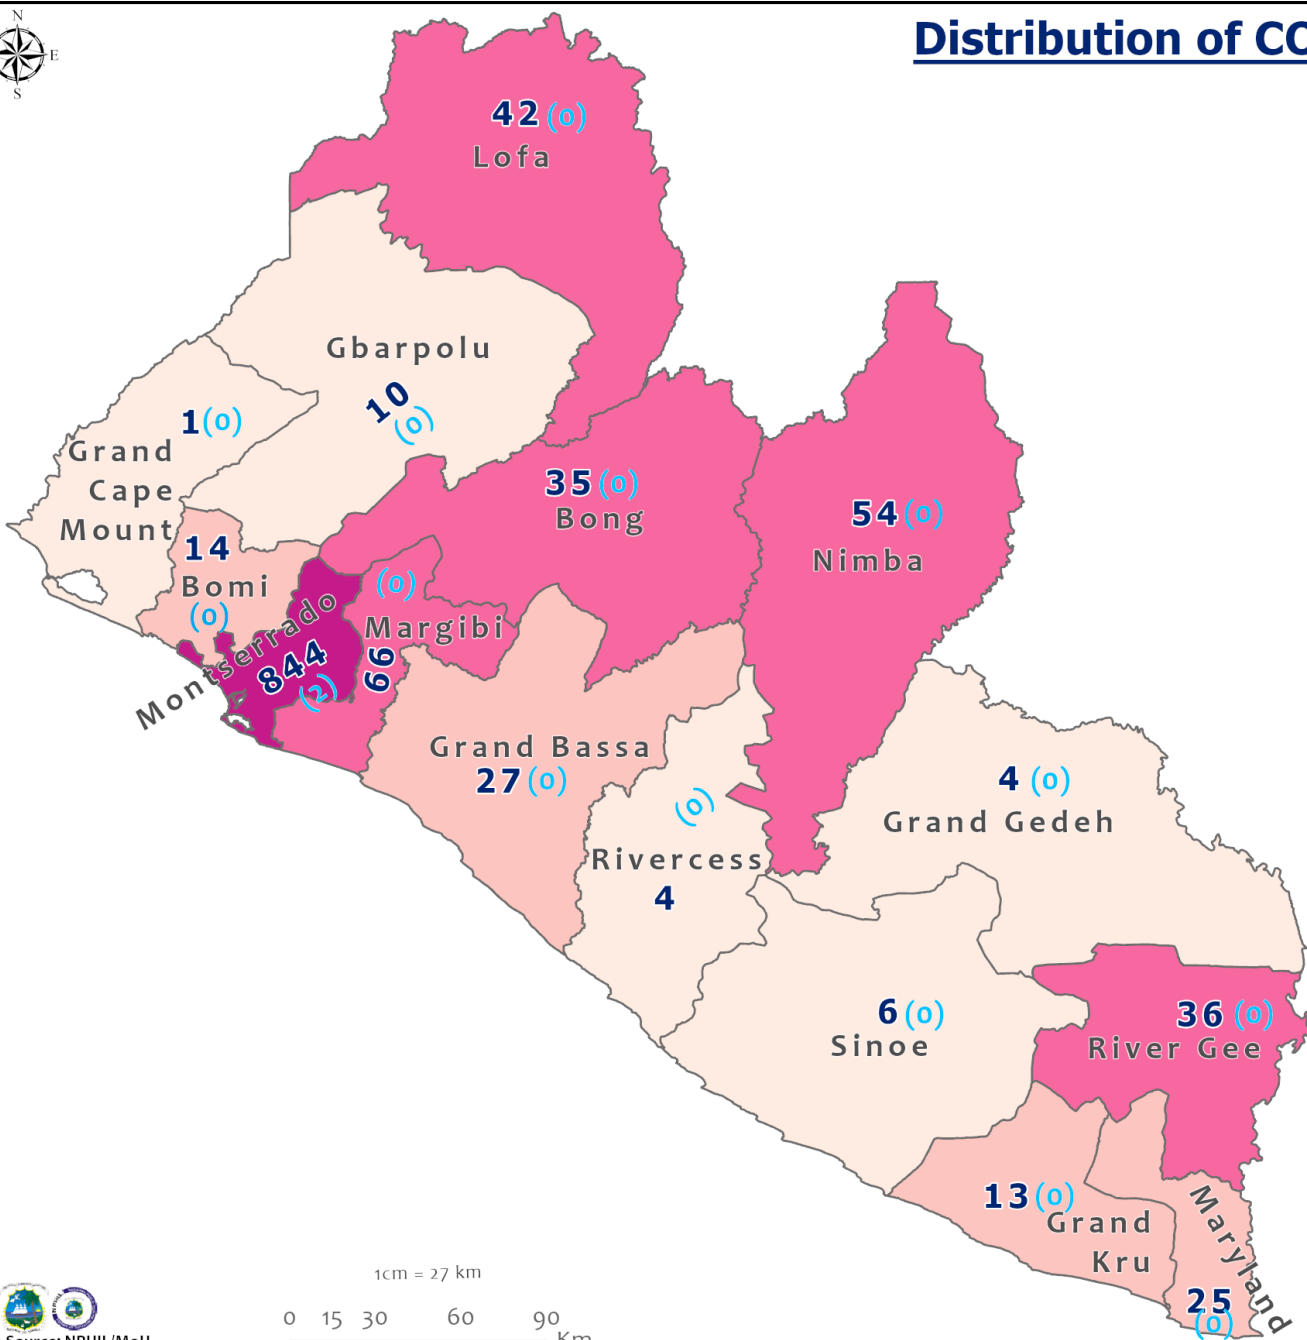 N
E
S
Distribution of CO
42 (0)
Lofa
Gbarpolu
10
(0)
1 (0)
Grand
Cape
Mount
35 (0)
Bong
54 (0)
Nimba
14
Bomi
(0)
(0)
Margibi
66
Montserrado
844
(2)
Grand Bassa
27 (0)
(0)
Rivercess
4
4 (0)
Grand Gedeh
6 (0)
Sinoe
36 (0)
River Gee
13 (0)
Grand
Kru
Maryland
25
(0)
1cm = 27 km
0 15 30 60 90
Km
Source: NPHIL/MoH